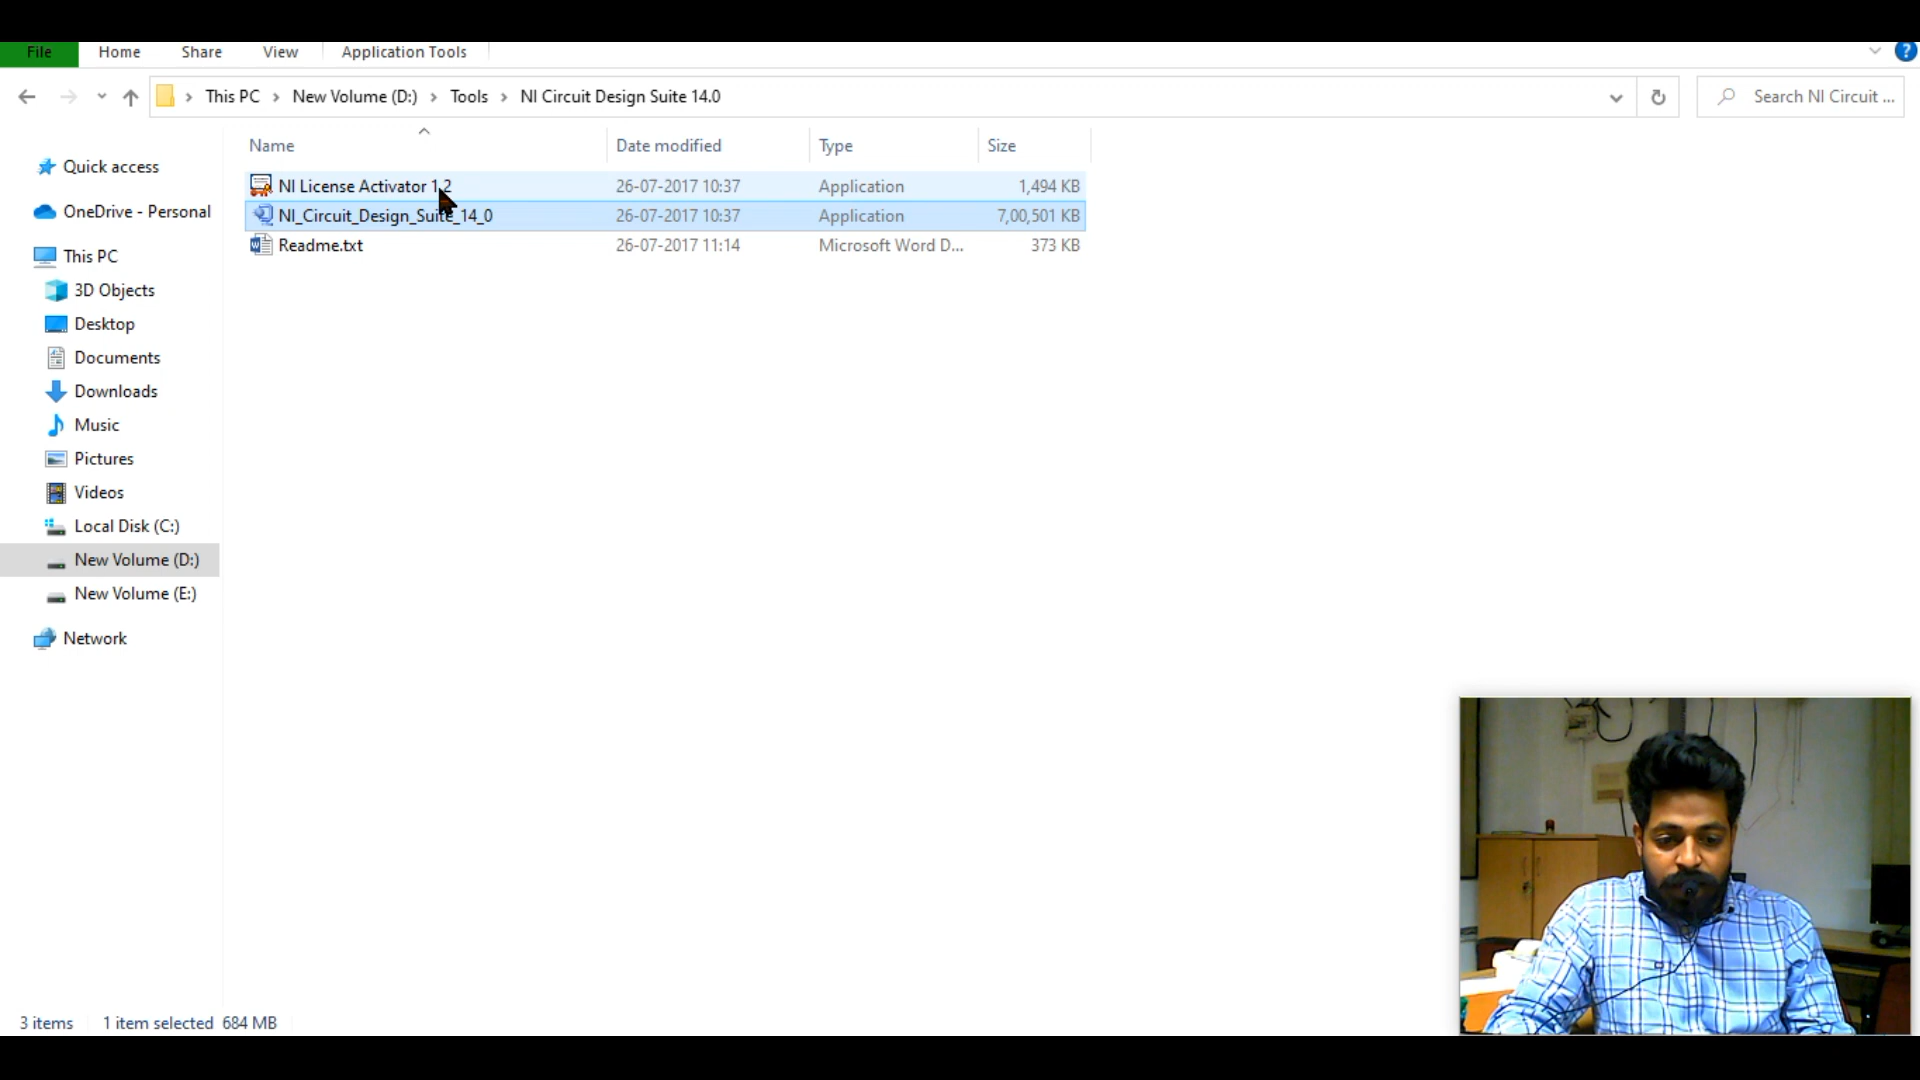 File Home Share View Application Tools
This PC New Volume (D:) Tools NI Circuit Design Suite 14.0 Search NI Circuit ...
Name Date modified Type Size
NI License Activator 1.2 26-07-2017 10:37 Application 1,494 KB
NI_Circuit_Design_Suite_14_0 26-07-2017 10:37 Application 7,00,501 KB
Readme.txt 26-07-2017 11:14 Microsoft Word D... 373 KB
Quick access
OneDrive - Personal
This PC
3D Objects
Desktop
Documents
Downloads
Music
Pictures
Videos
Local Disk (C:)
New Volume (D:)
New Volume (E:)
Network
3 items 1 item selected 684 MB